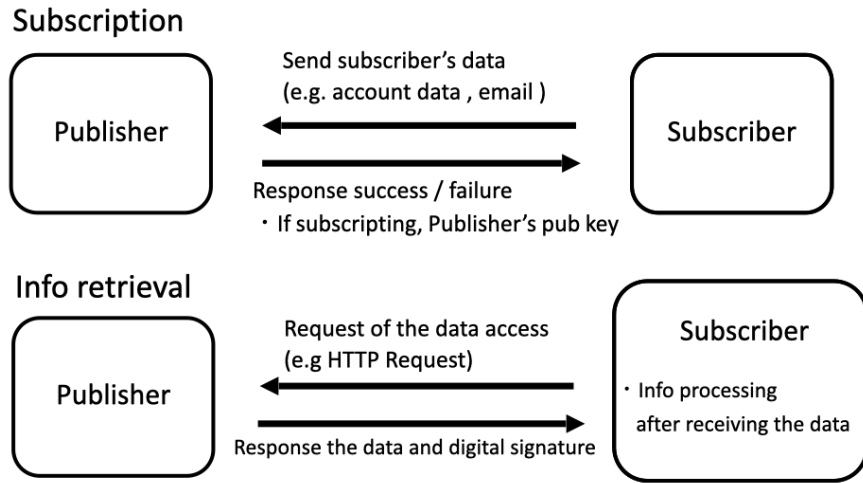 Subscription
Publisher
Send subscriber's data
(e.g. account data , email )
Subscriber
Response success / failure
・ If subscripting, Publisher's pub key
Info retrieval
Publisher
Request of the data access
(e.g HTTP Request)
Response the data and digital signature
Subscriber
・ Info processing
after receiving the data